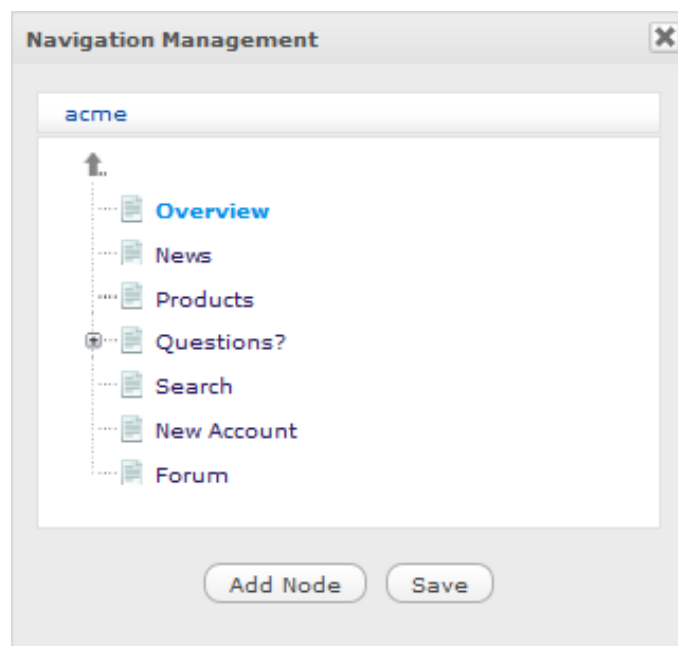 Navigation Management
acme
Overview
News
Products
Questions?
Search
New Account
Forum
Add Node Save